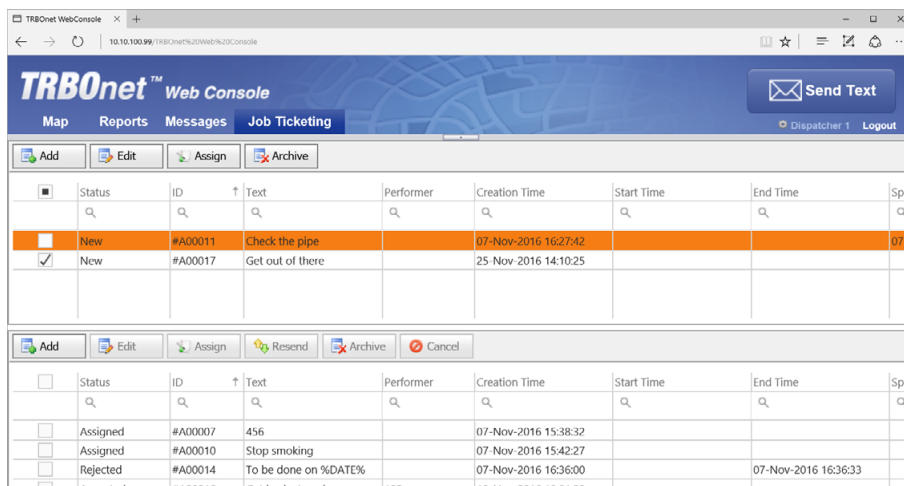 TRBOnet WebConsole
10.10.100.99/TRBOnet%20Web%20Console
TRBOnet™ Web Console
Send Text
Map Reports Messages Job Ticketing
Dispatcher 1 Logout
Add Edit Assign Archive
Status ID Text Performer Creation Time Start Time End Time Sp
New #A00011 Check the pipe 07-Nov-2016 16:27:42 07
New #A00017 Get out of there 25-Nov-2016 14:10:25
Add Edit Assign Resend Archive Cancel
Status ID Text Performer Creation Time Start Time End Time Sp
Assigned #A00007 456 07-Nov-2016 15:38:32
Assigned #A00010 Stop smoking 07-Nov-2016 15:42:27
Rejected #A00014 To be done on %DATE% 07-Nov-2016 16:36:00 07-Nov-2016 16:36:33